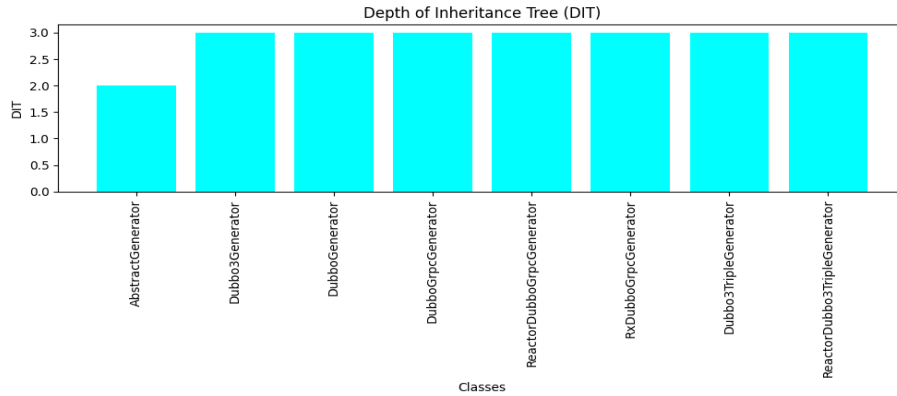 Depth of Inheritance Tree (DIT)
3.0
2.5
2.0
1.5
1.0
0.5
0.0
DIT
AbstractGenerator
Dubbo3Generator
DubboGenerator
DubboGrpcGenerator
ReactorDubboGrpcGenerator
RxDubboGrpcGenerator
Dubbo3TripleGenerator
ReactorDubbo3TripleGenerator
Classes